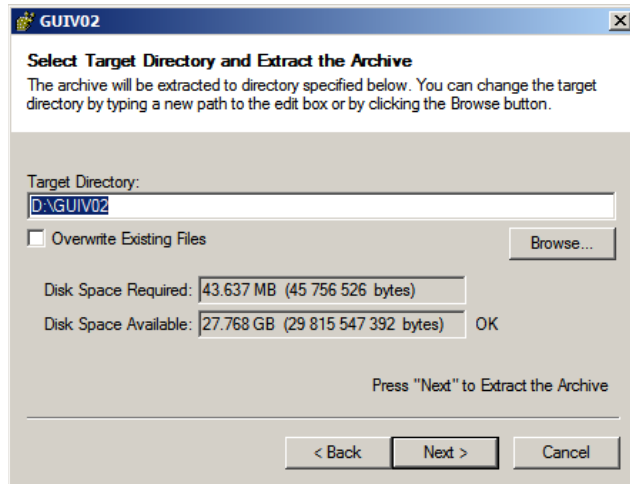 GUIV02
Select Target Directory and Extract the Archive
The archive will be extracted to directory specified below. You can change the target
directory by typing a new path to the edit box or by clicking the Browse button.
Target Directory:
D:\GUIV02
Overwrite Existing Files
Browse...
Disk Space Required: 43.637 MB (45 756 526 bytes)
Disk Space Available: 27.768 GB (29 815 547 392 bytes) OK
Press "Next" to Extract the Archive
< Back Next > Cancel